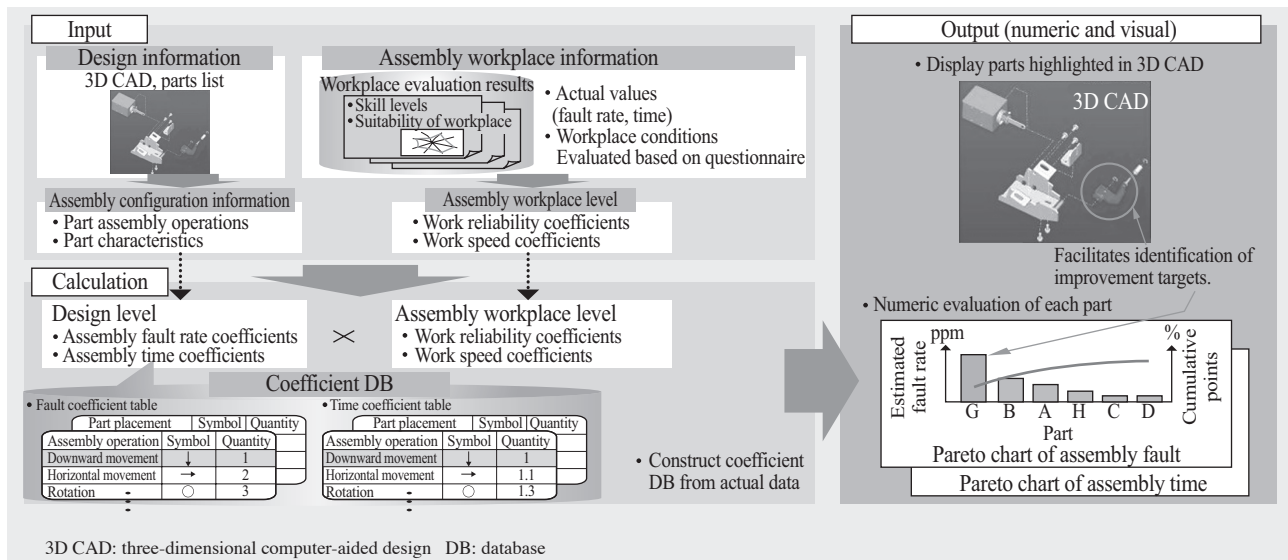 Input
Design information
3D CAD, parts list
Assembly workplace information
Workplace evaluation results
• Skill levels
• Suitability of workplace
• Actual values
(fault rate, time)
• Workplace conditions
Evaluated based on questionnaire
Assembly configuration information
• Part assembly operations
• Part characteristics
Assembly workplace level
• Work reliability coefficients
• Work speed coefficients
Calculation
Design level
• Assembly fault rate coefficients
• Assembly time coefficients
×
Assembly workplace level
• Work reliability coefficients
• Work speed coefficients
Coefficient DB
• Fault coefficient table
Part placement Symbol Quantity
Assembly operation Symbol Quantity
Downward movement ↓ 1
Horizontal movement → 2
Rotation ○ 3
• Time coefficient table
Part placement Symbol Quantity
Assembly operation Symbol Quantity
Downward movement ↓ 1
Horizontal movement → 1.1
Rotation ○ 1.3
• Construct coefficient
DB from actual data
Output (numeric and visual)
• Display parts highlighted in 3D CAD
3D CAD
Facilitates identification of
improvement targets.
• Numeric evaluation of each part
ppm
%
Estimated
fault rate
Cumulative
points
G B A H C D
Part
Pareto chart of assembly fault
Pareto chart of assembly time
3D CAD: three-dimensional computer-aided design DB: database